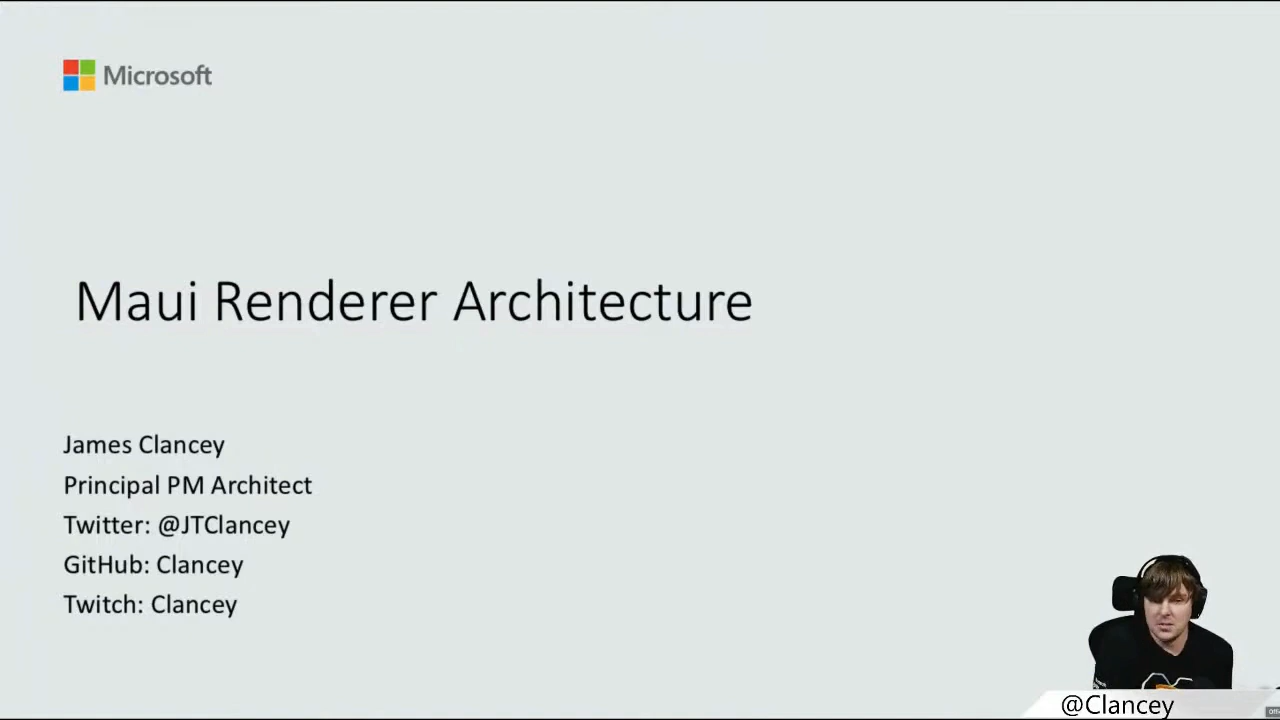 Microsoft
Maui Renderer Architecture
James Clancey
Principal PM Architect
Twitter: @JTClancey
GitHub: Clancey
Twitch: Clancey
@Clancey